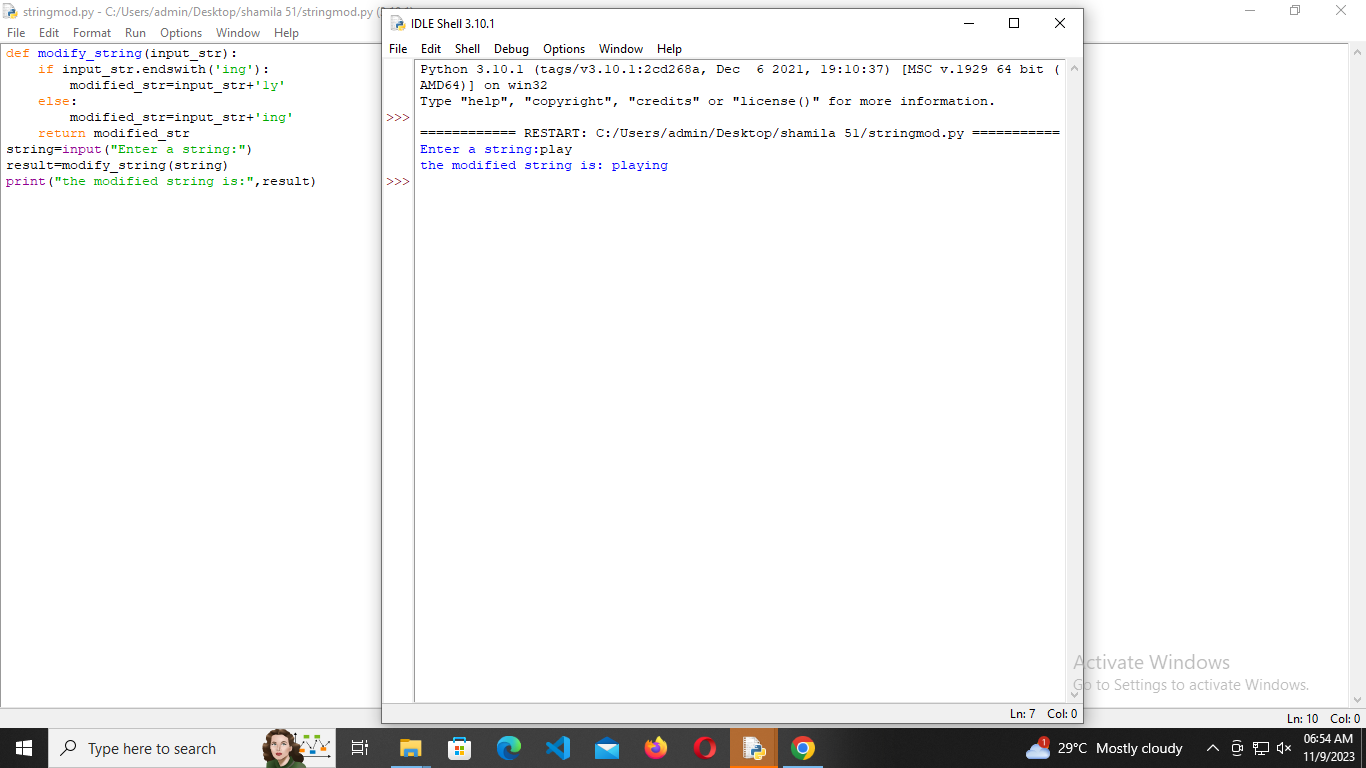 stringmod.py - C:/Users/admin/Desktop/shamila 51/stringmod.py
File Edit Format Run Options Window Help
def modify_string(input_str):
    if input_str.endswith('ing'):
        modified_str=input_str+'ly'
    else:
        modified_str=input_str+'ing'
    return modified_str
string=input("Enter a string:")
result=modify_string(string)
print("the modified string is:",result)
IDLE Shell 3.10.1
File Edit Shell Debug Options Window Help
Python 3.10.1 (tags/v3.10.1:2cd268a, Dec  6 2021, 19:10:37) [MSC v.1929 64 bit (
AMD64)] on win32
Type "help", "copyright", "credits" or "license()" for more information.
>>>
============ RESTART: C:/Users/admin/Desktop/shamila 51/stringmod.py ===========
Enter a string:play
the modified string is: playing
>>>
Ln: 7 Col: 0
Activate Windows
Go to Settings to activate Windows.
Ln: 10 Col: 0
Type here to search
1
29°C Mostly cloudy
06:54 AM
11/9/2023